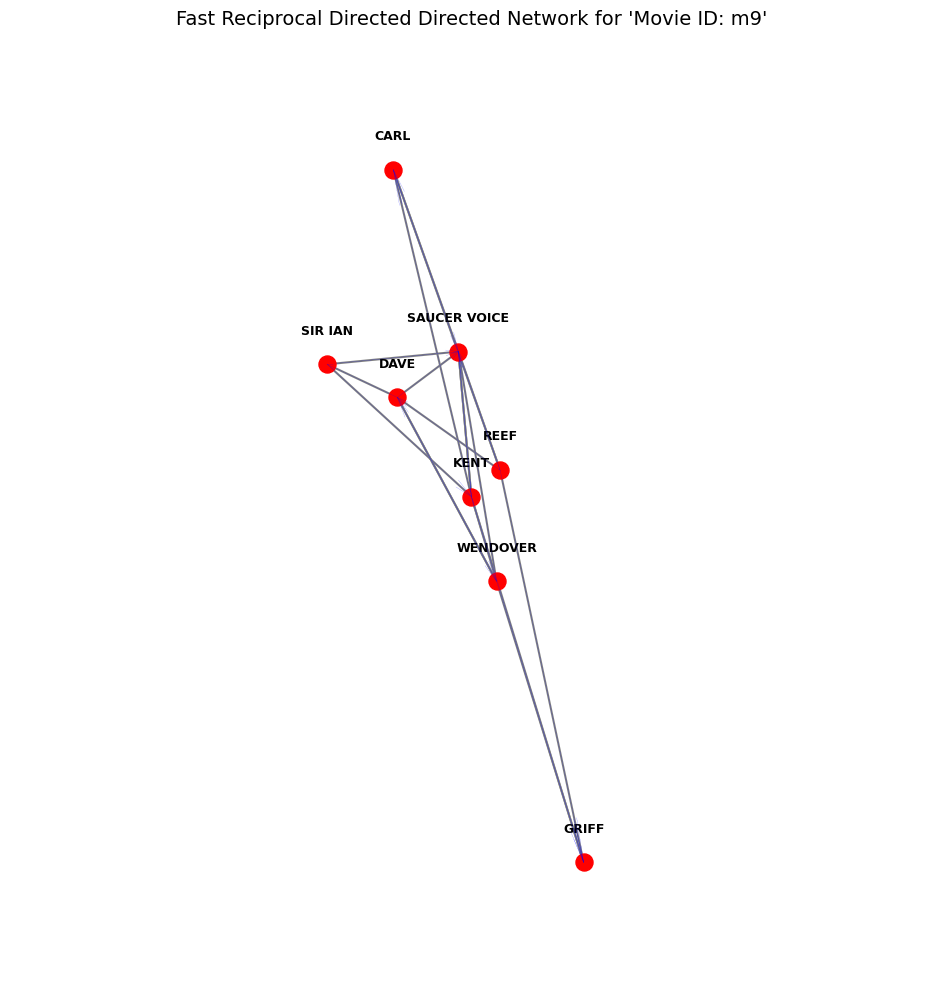 Fast Reciprocal Directed Directed Network for 'Movie ID: m9'
CARL
SAUCER VOICE
SIR IAN
DAVE
REEF
KENT
WENDOVER
GRIFF